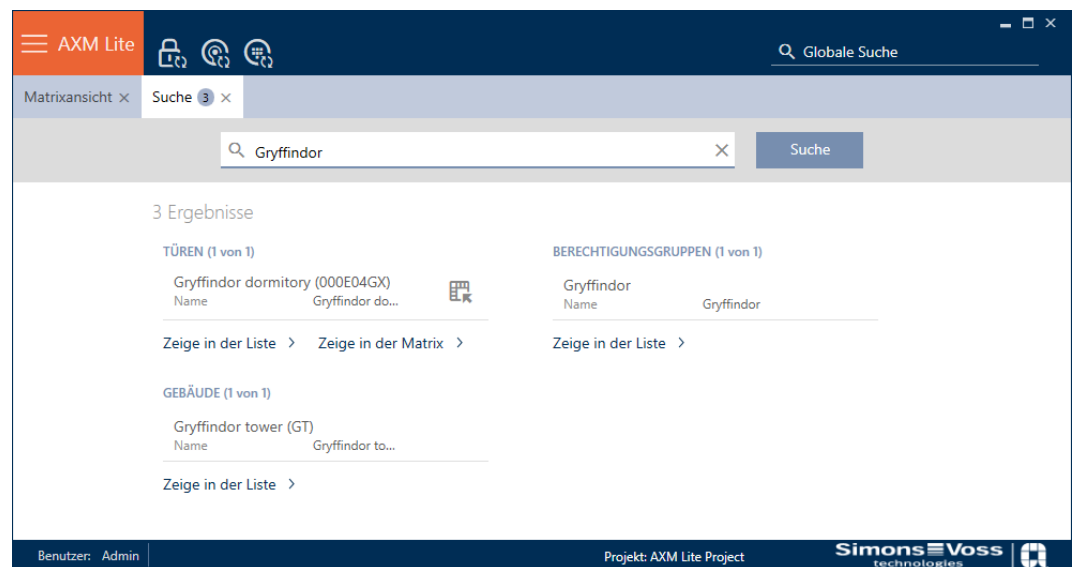 AXM Lite
Globale Suche
Matrixansicht
Suche 3
Gryffindor
Suche
3 Ergebnisse
TÜREN (1 von 1)
Gryffindor dormitory (000E04GX)
Name Gryffindor do...
Zeige in der Liste
Zeige in der Matrix
BERECHTIGUNGSGRUPPEN (1 von 1)
Gryffindor
Name Gryffindor
Zeige in der Liste
GEBÄUDE (1 von 1)
Gryffindor tower (GT)
Name Gryffindor to...
Zeige in der Liste
Benutzer: Admin
Projekt: AXM Lite Project
Simons Voss
technologies